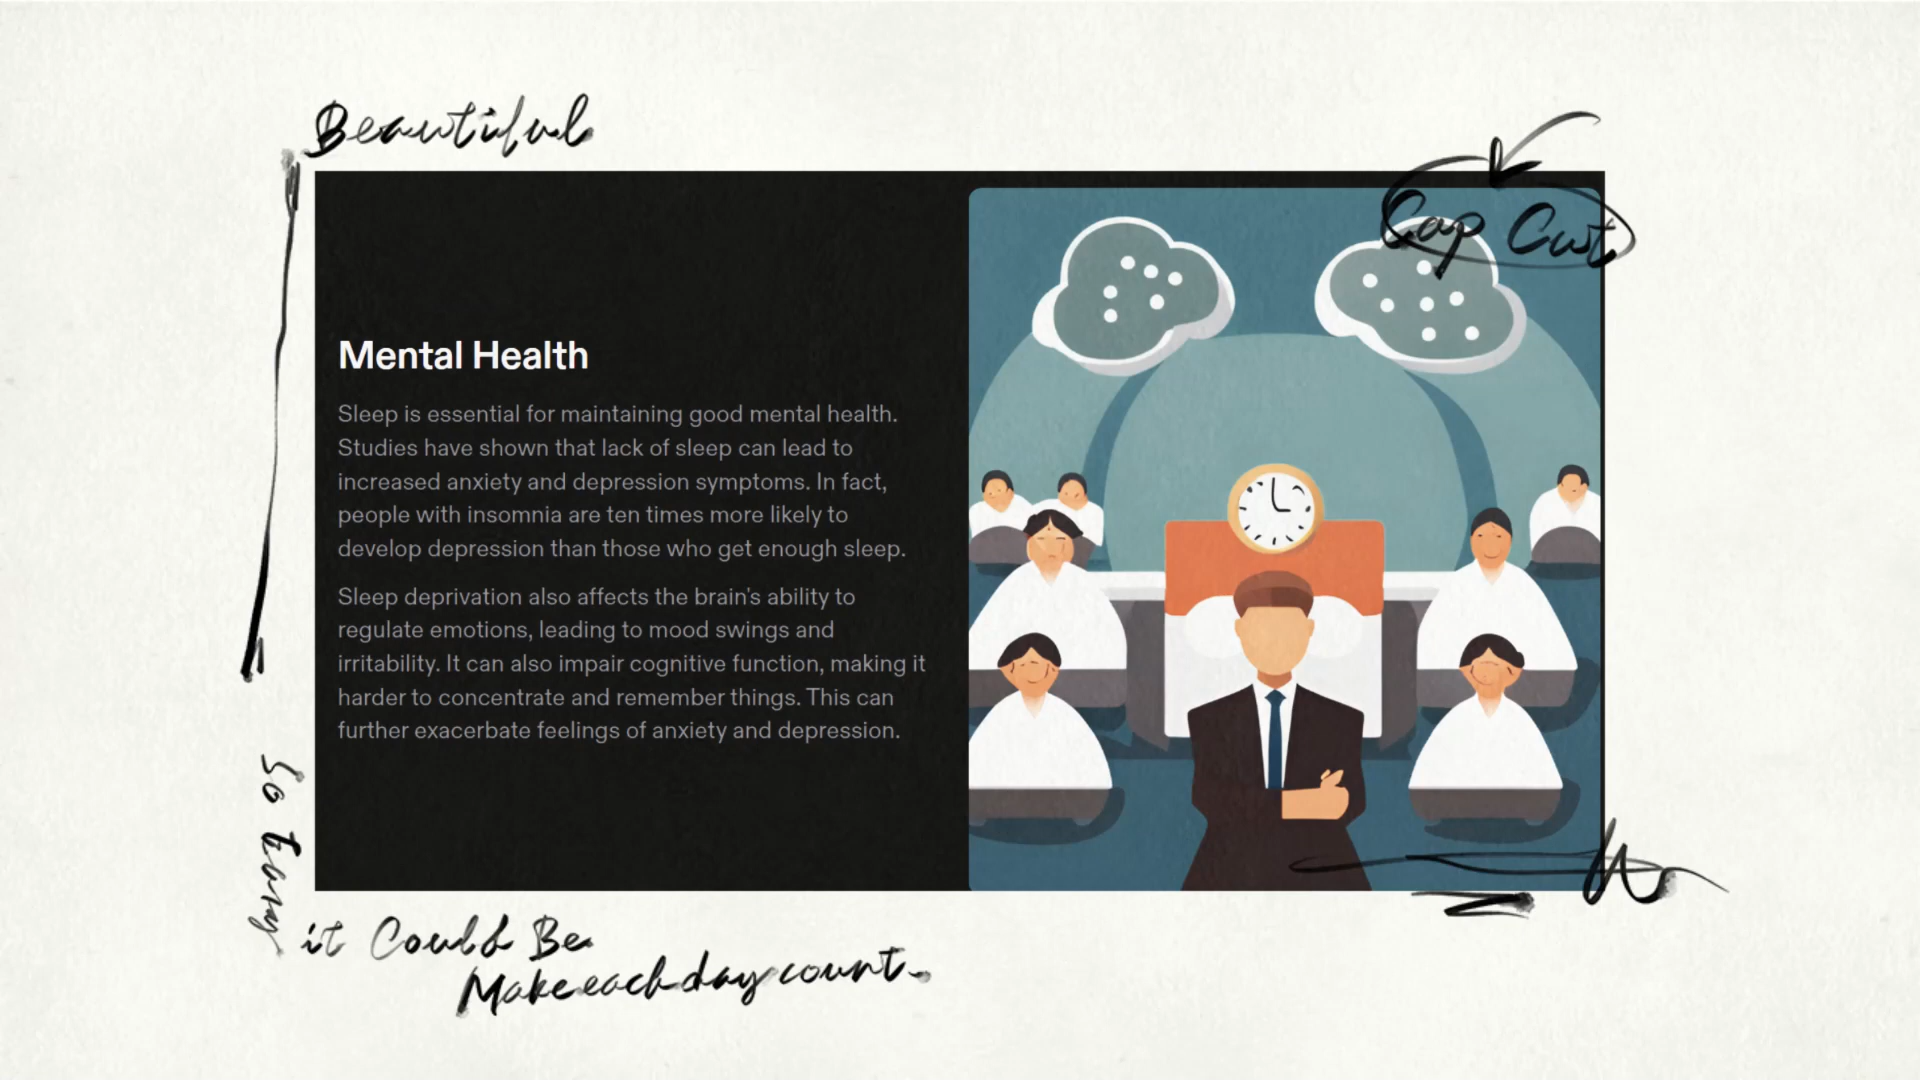 Beautiful
Cap Cut
Mental Health
Sleep is essential for maintaining good mental health.
Studies have shown that lack of sleep can lead to
increased anxiety and depression symptoms. In fact,
people with insomnia are ten times more likely to
develop depression than those who get enough sleep.
Sleep deprivation also affects the brain's ability to
regulate emotions, leading to mood swings and
irritability. It can also impair cognitive function, making it
harder to concentrate and remember things. This can
further exacerbate feelings of anxiety and depression.
So Easy
it Could Be
Make each day count.